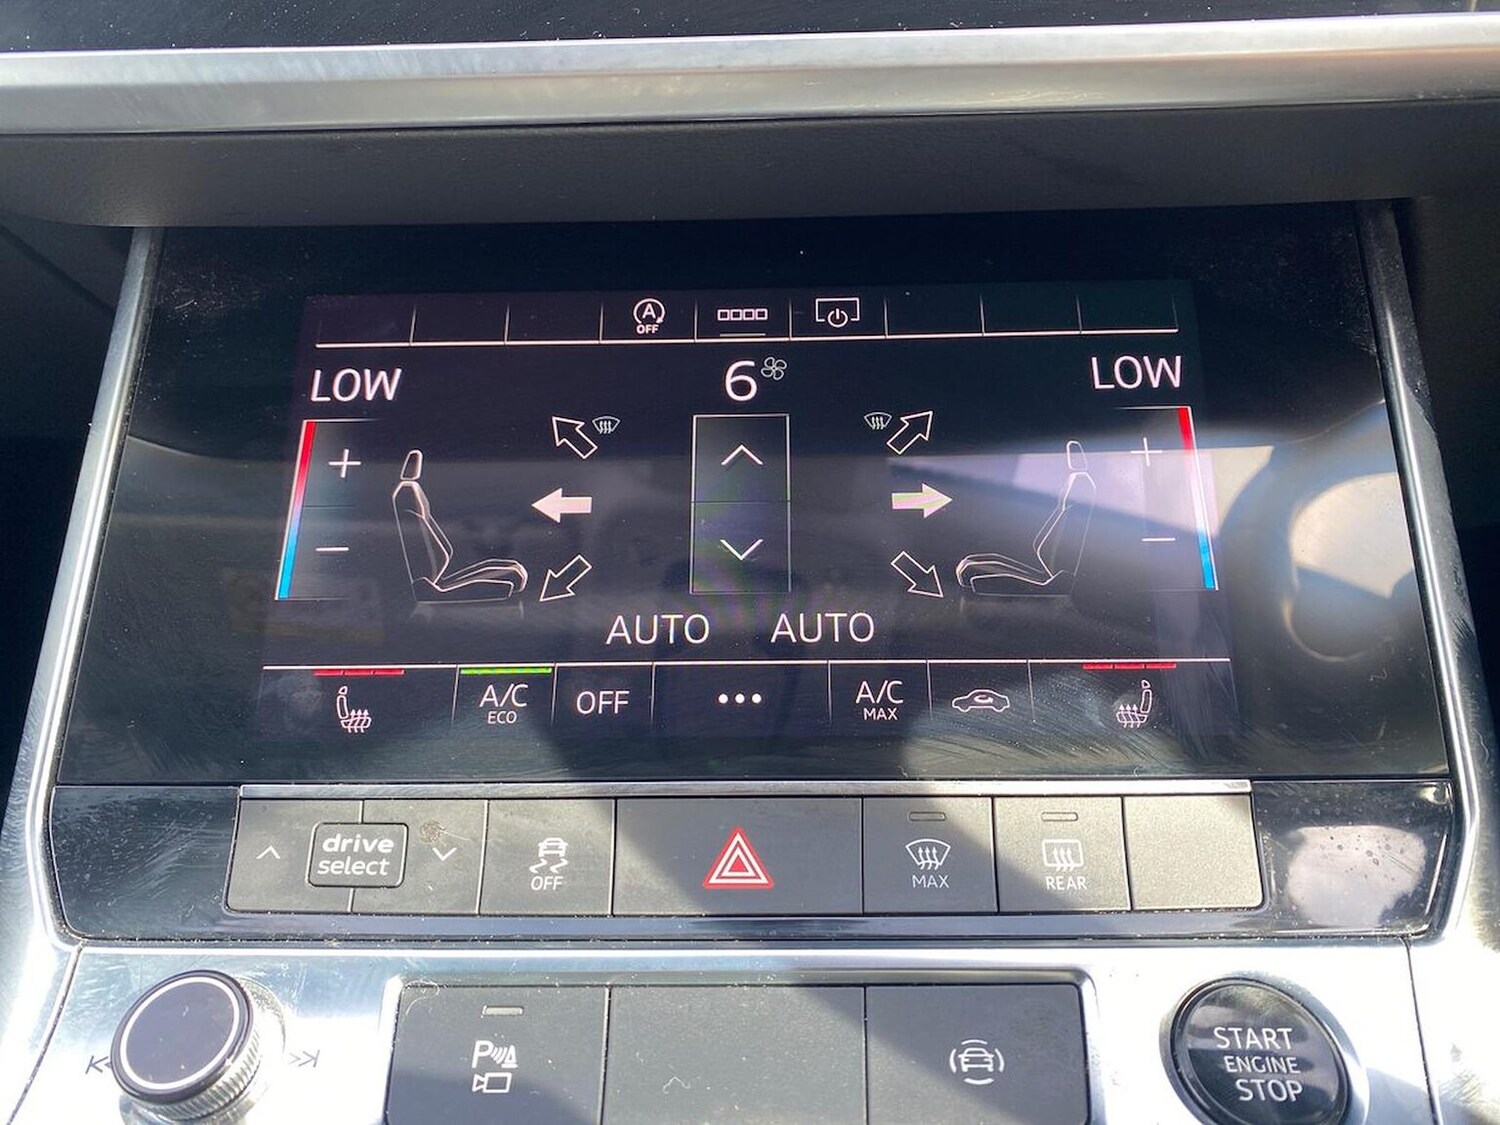 A
OFF
LOW
6
LOW
AUTO AUTO
A/C
ECO
OFF
A/C
MAX
drive
select
OFF
MAX
REAR
P
START
ENGINE
STOP